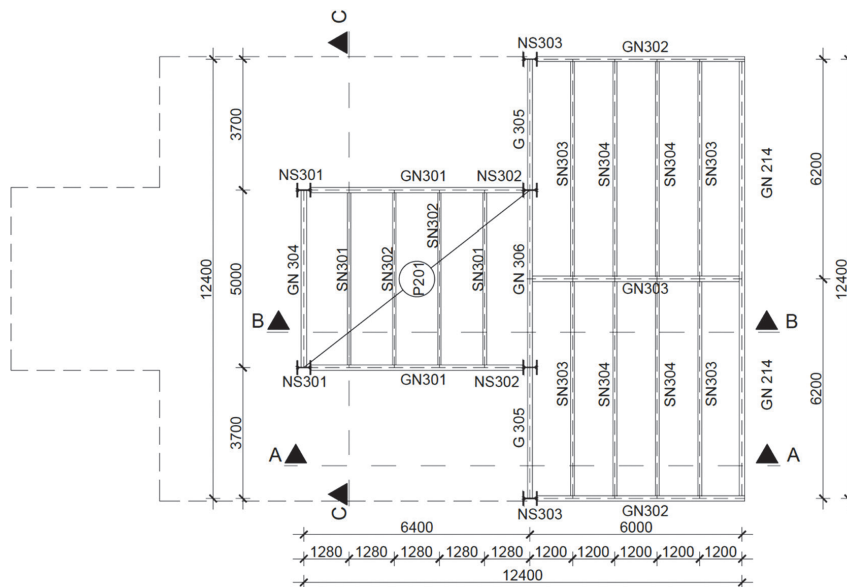 C
NS303
GN302
3700
G 305
SN303
SN304
SN304
SN303
GN 214
6200
NS301
GN301
NS302
12400
5000
GN 304
SN301
SN302
SN302
P201
SN301
GN 306
GN303
12400
B
B
NS301
GN301
NS302
3700
G 305
SN303
SN304
SN304
SN303
GN 214
6200
A
A
C
NS303
GN302
6400
6000
1280
1280
1280
1280
1280
1200
1200
1200
1200
1200
12400